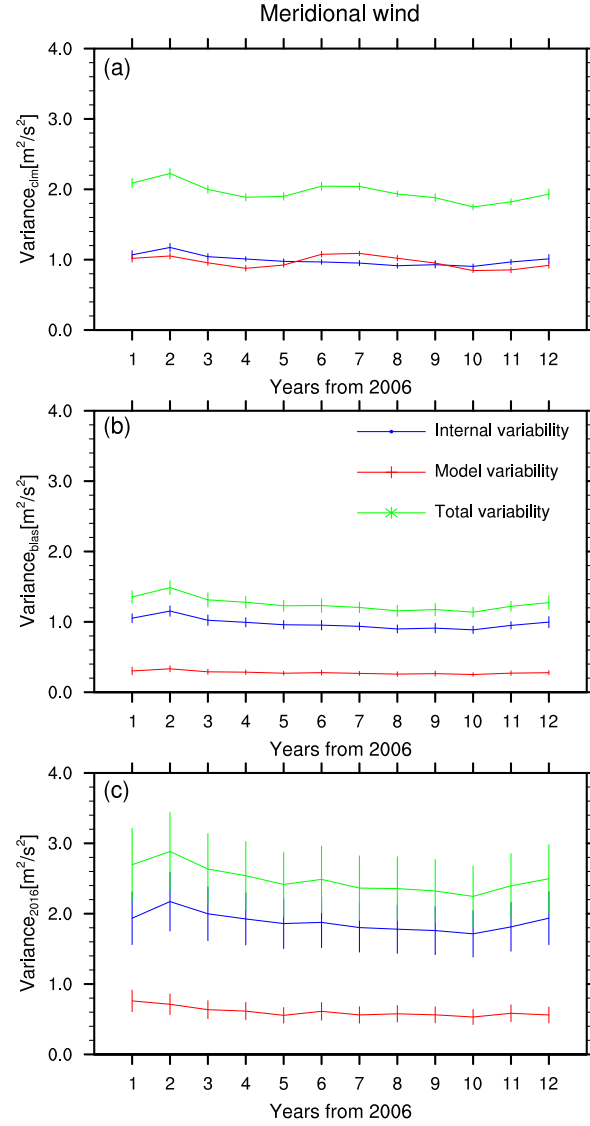 Meridional wind
(a)
4.0
3.0
2.0
1.0
0.0
Variance_clm[m²/s²]
1 2 3 4 5 6 7 8 9 10 11 12
Years from 2006
(b)
4.0
3.0
2.0
1.0
0.0
Variance_bias[m²/s²]
Internal variability
Model variability
Total variability
1 2 3 4 5 6 7 8 9 10 11 12
Years from 2006
(c)
4.0
3.0
2.0
1.0
0.0
Variance_2016[m²/s²]
1 2 3 4 5 6 7 8 9 10 11 12
Years from 2006